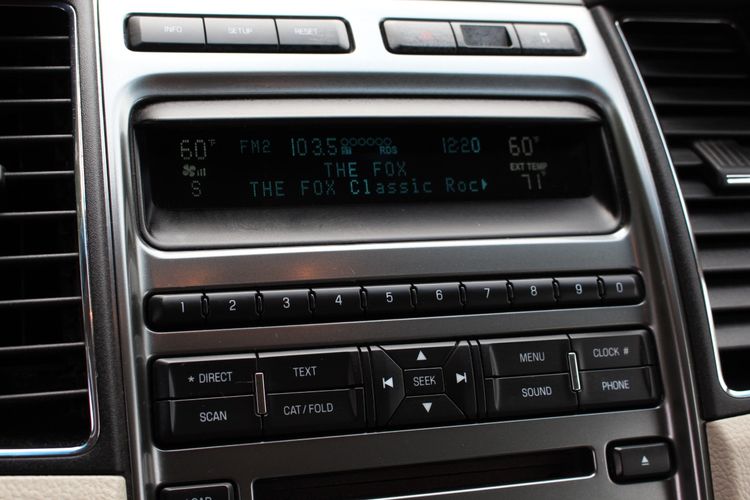 INFO SETUP RESET
60°F FM2 103.5 FM RDS 12:20 60°F
THE FOX EXT TEMP
S THE FOX Classic Roc 71°
1 2 3 4 5 6 7 8 9 0
* DIRECT TEXT SEEK MENU CLOCK #
SCAN CAT/FOLD SOUND PHONE
LOAD